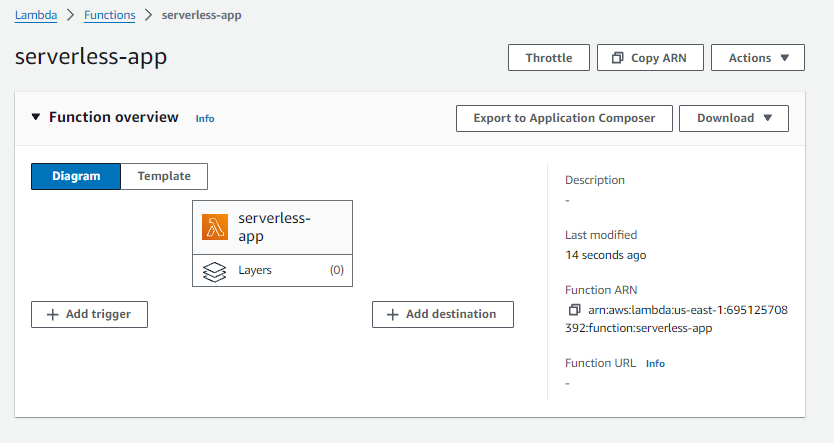 Lambda > Functions > serverless-app
serverless-app
Throttle
Copy ARN
Actions
Function overview Info
Export to Application Composer
Download
Diagram
Template
serverless-
app
Layers (0)
Add trigger
Add destination
Description
-
Last modified
14 seconds ago
Function ARN
arn:aws:lambda:us-east-1:695125708
392:function:serverless-app
Function URL Info
-